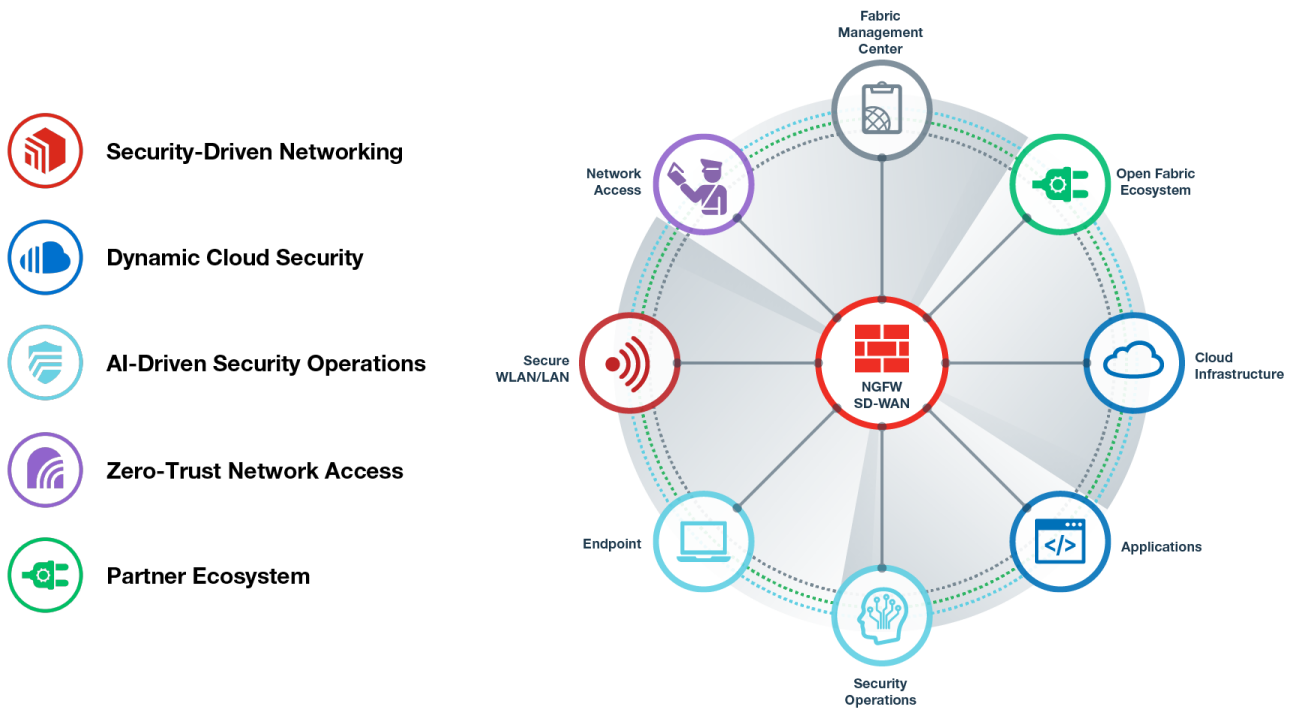 Security-Driven Networking
Dynamic Cloud Security
AI-Driven Security Operations
Zero-Trust Network Access
Partner Ecosystem
Fabric
Management
Center
Network
Access
Open Fabric
Ecosystem
Secure
WLAN/LAN
NGFW
SD-WAN
Cloud
Infrastructure
Endpoint
</>
Applications
Security
Operations